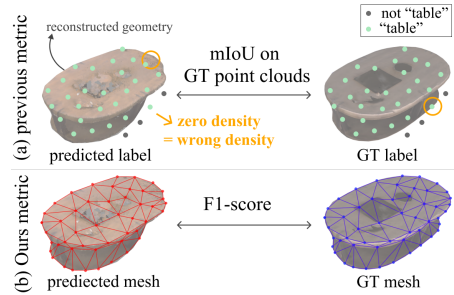 reconstructed geometry
not “table”
“table”
(a) previous metric
mIoU on
GT point clouds
zero density
= wrong density
predicted label
GT label
(b) Ours metric
F1-score
prediected mesh
GT mesh